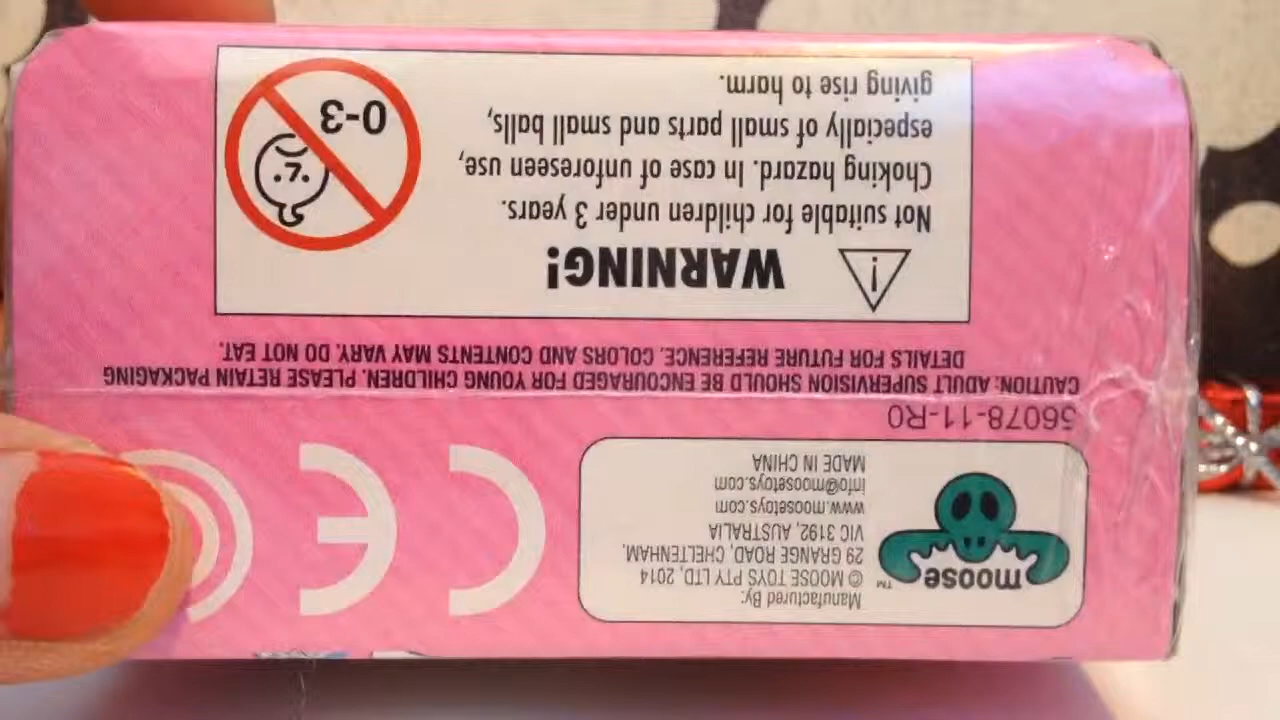 moose
TM
Manufactured By:
© MOOSE TOYS PTY LTD, 2014
29 GRANGE ROAD, CHELTENHAM,
VIC 3192, AUSTRALIA
www.moosetoys.com
info@moosetoys.com
MADE IN CHINA
CE
56078-11-R0
CAUTION: ADULT SUPERVISION SHOULD BE ENCOURAGED FOR YOUNG CHILDREN. PLEASE RETAIN PACKAGING
DETAILS FOR FUTURE REFERENCE. COLORS AND CONTENTS MAY VARY. DO NOT EAT.
WARNING!
Not suitable for children under 3 years.
Choking hazard. In case of unforeseen use,
especially of small parts and small balls,
giving rise to harm.
0-3